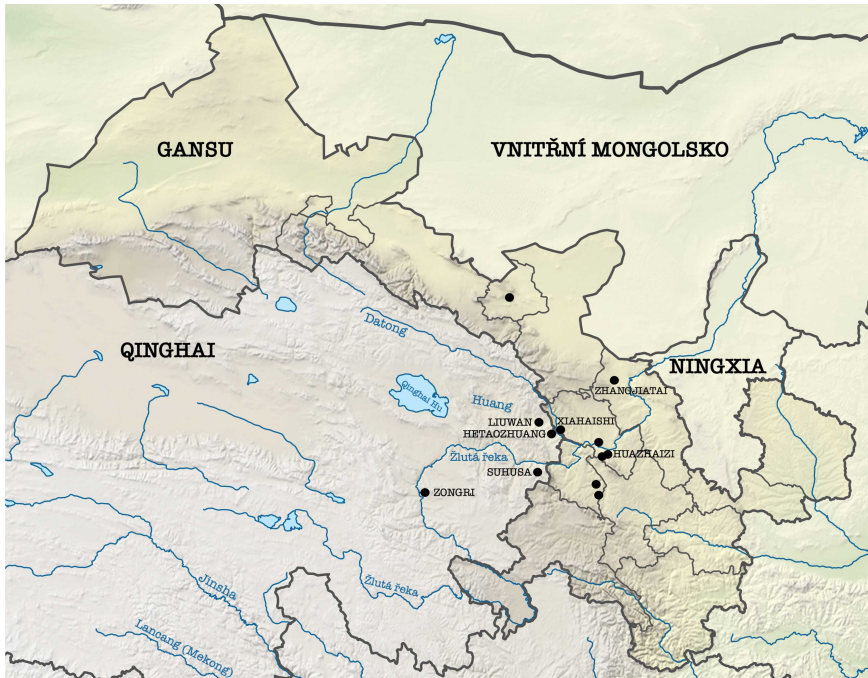 GANSU
VNITŘNÍ MONGOLSKO
Datong
QINGHAI
NINGXIA
Qinghai Hu
ZHANGJIATAI
Huang
LIUWAN
XIAHAISHI
HETAOZHUANG
Žlutá řeka
HUAZHAIZI
SUHUSA
ZONGRI
Jinsha
Žlutá řeka
Lancang (Mekong)